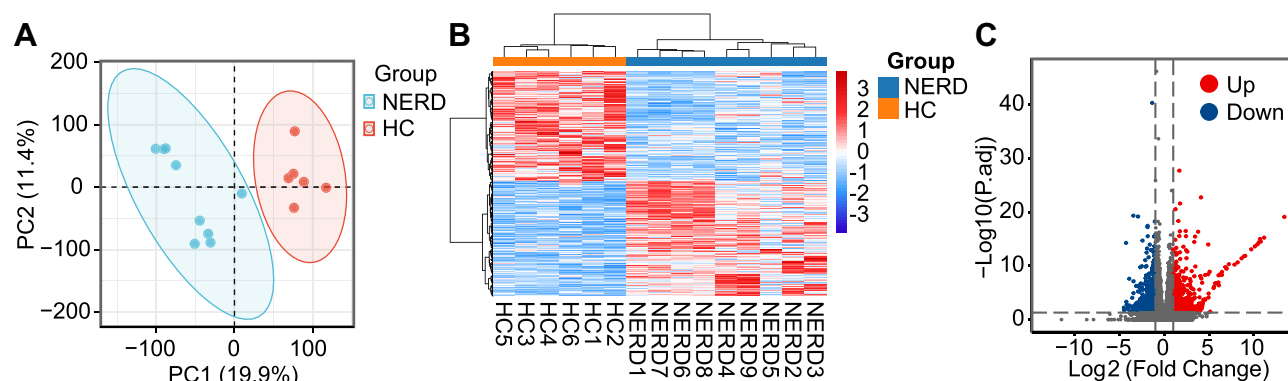 A
200
100
0
−100
−200
PC2 (11.4%)
−100
0
100
PC1 (19.9%)
Group
NERD
HC
B
HC5
HC3
HC4
HC6
HC1
HC2
NERD1
NERD7
NERD6
NERD8
NERD4
NERD9
NERD5
NERD2
NERD3
3
2
1
0
-1
-2
-3
Group
NERD
HC
C
−Log10(P.adj)
40
30
20
10
0
Up
Down
−10
−5
0
5
10
Log2 (Fold Change)